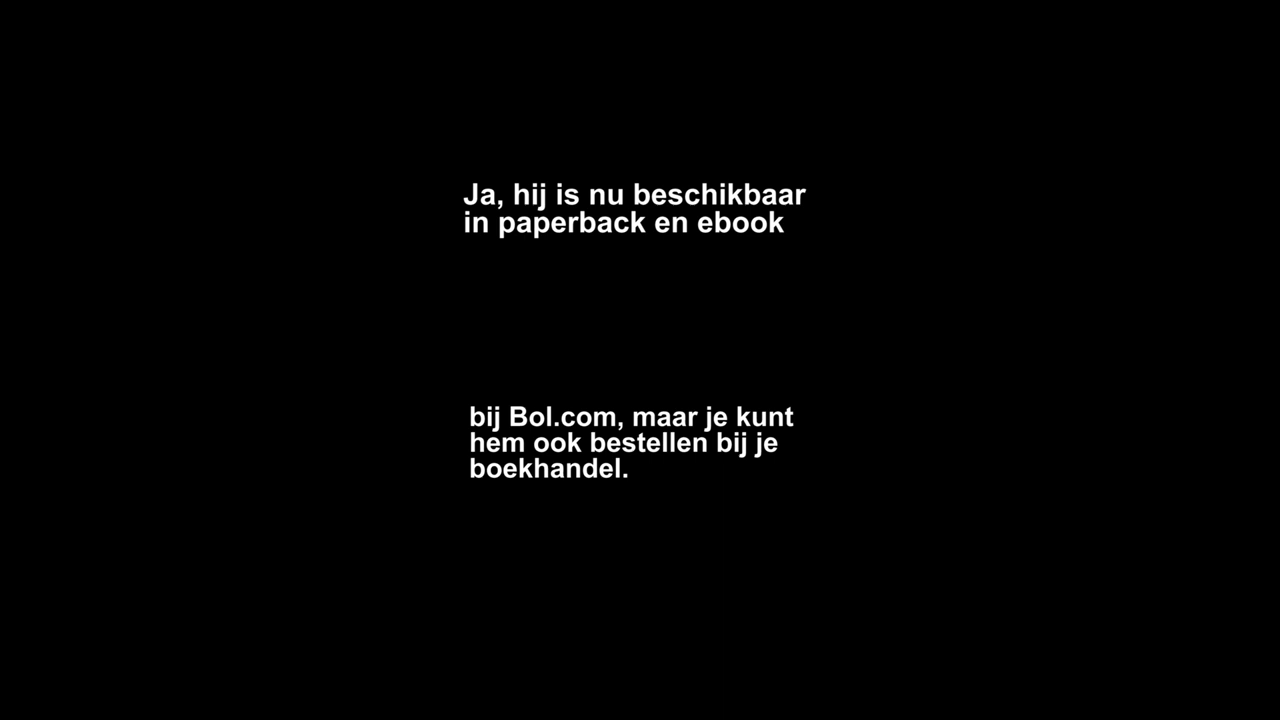 Ja, hij is nu beschikbaar
in paperback en ebook
bij Bol.com, maar je kunt
hem ook bestellen bij je
boekhandel.